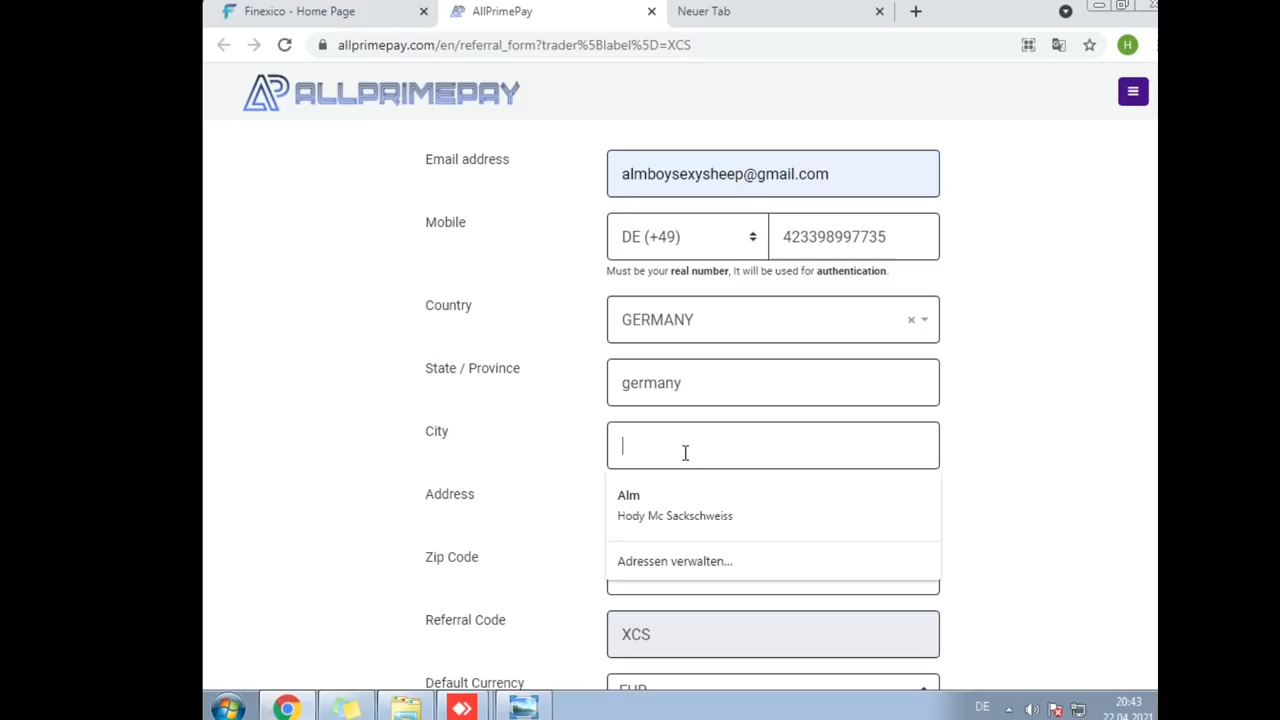 Finexico - Home Page
AllPrimePay
Neuer Tab
allprimepay.com/en/referral_form?trader%5Blabel%5D=XCS
H
ALLPRIMEPAY
Email address
almboysexysheep@gmail.com
Mobile
DE (+49)
423398997735
Must be your real number, It will be used for authentication.
Country
GERMANY
State / Province
germany
City
Alm
Hody Mc Sackschweiss
Address
Adressen verwalten...
Zip Code
Referral Code
XCS
Default Currency
EUR
DE
20:43
22.04.2021